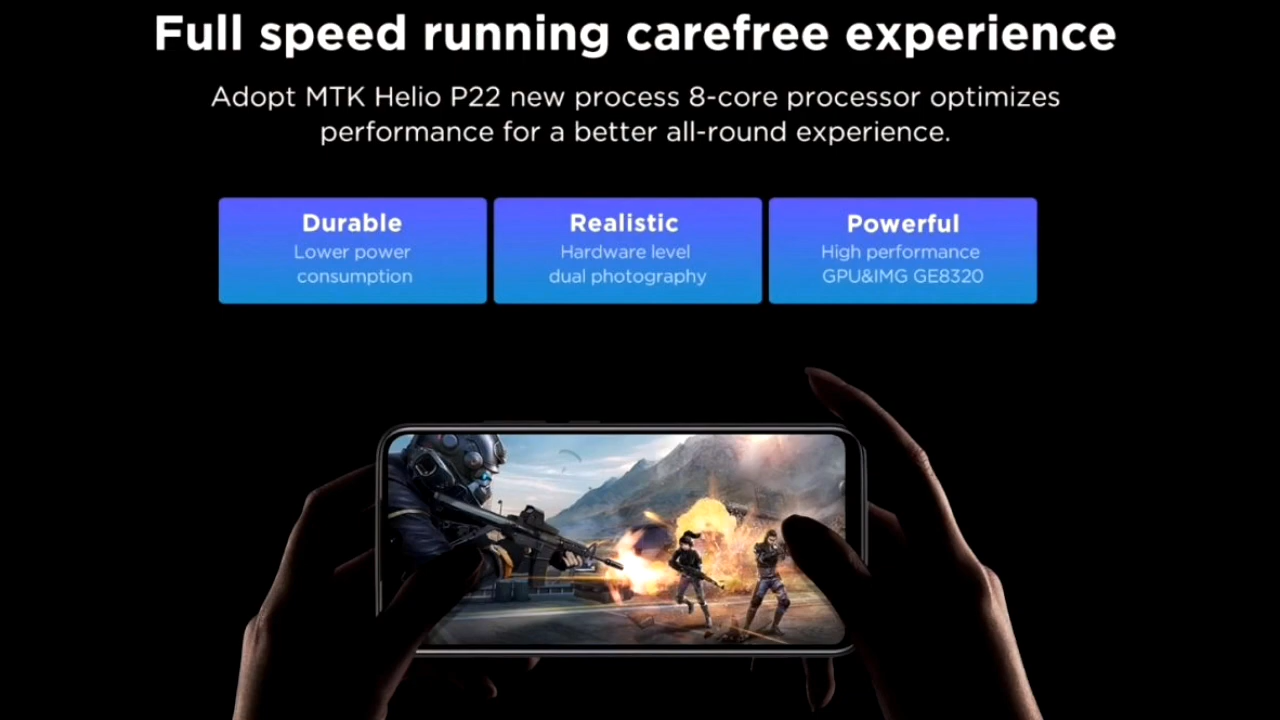 Full speed running carefree experience
Adopt MTK Helio P22 new process 8-core processor optimizes
performance for a better all-round experience.
Durable
Lower power
consumption
Realistic
Hardware level
dual photography
Powerful
High performance
GPU&IMG GE8320